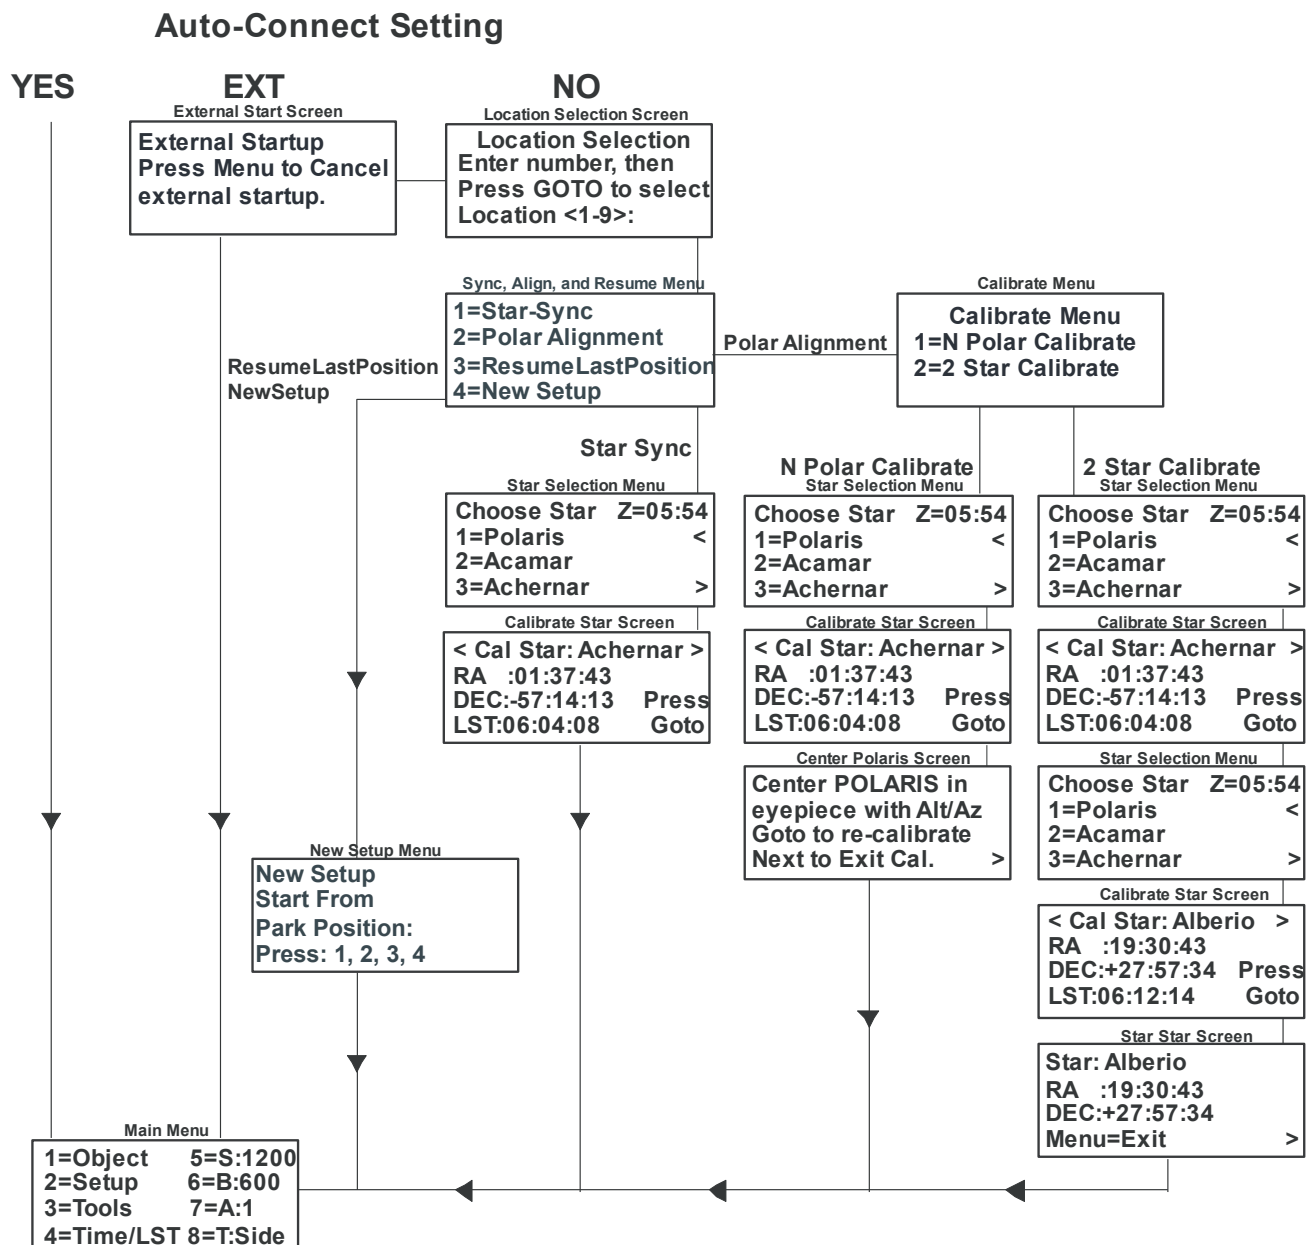 Auto-Connect Setting
YES
EXT
NO
External Start Screen
External Startup
Press Menu to Cancel
external startup.
Location Selection Screen
Location Selection
Enter number, then
Press GOTO to select
Location <1-9>:
Sync, Align, and Resume Menu
1=Star-Sync
2=Polar Alignment
3=ResumeLastPosition
4=New Setup
Polar Alignment
Calibrate Menu
Calibrate Menu
1=N Polar Calibrate
2=2 Star Calibrate
ResumeLastPosition
NewSetup
Star Sync
Star Selection Menu
Choose Star Z=05:54
1=Polaris <
2=Acamar
3=Achernar >
Calibrate Star Screen
< Cal Star: Achernar >
RA :01:37:43
DEC:-57:14:13 Press
LST:06:04:08 Goto
N Polar Calibrate
Star Selection Menu
Choose Star Z=05:54
1=Polaris <
2=Acamar
3=Achernar >
Calibrate Star Screen
< Cal Star: Achernar >
RA :01:37:43
DEC:-57:14:13 Press
LST:06:04:08 Goto
Center Polaris Screen
Center POLARIS in
eyepiece with Alt/Az
Goto to re-calibrate
Next to Exit Cal. >
2 Star Calibrate
Star Selection Menu
Choose Star Z=05:54
1=Polaris <
2=Acamar
3=Achernar >
Calibrate Star Screen
< Cal Star: Achernar >
RA :01:37:43
DEC:-57:14:13 Press
LST:06:04:08 Goto
Star Selection Menu
Choose Star Z=05:54
1=Polaris <
2=Acamar
3=Achernar >
Calibrate Star Screen
< Cal Star: Alberio >
RA :19:30:43
DEC:+27:57:34 Press
LST:06:12:14 Goto
Star Star Screen
Star: Alberio
RA :19:30:43
DEC:+27:57:34
Menu=Exit >
New Setup Menu
New Setup
Start From
Park Position:
Press: 1, 2, 3, 4
Main Menu
1=Object 5=S:1200
2=Setup 6=B:600
3=Tools 7=A:1
4=Time/LST 8=T:Side